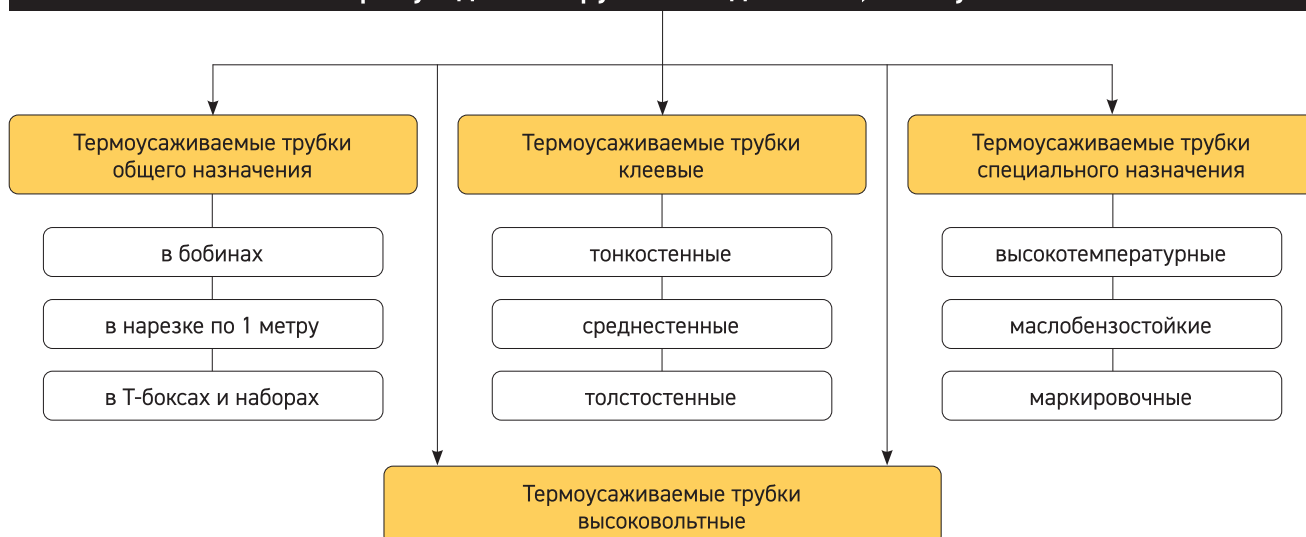 Термоусаживаемые трубки
общего назначения
в бобинах
в нарезке по 1 метру
в Т-боксах и наборах
Термоусаживаемые трубки
клеевые
тонкостенные
среднестенные
толстостенные
Термоусаживаемые трубки
специального назначения
высокотемпературные
маслобензостойкие
маркировочные
Термоусаживаемые трубки
высоковольтные